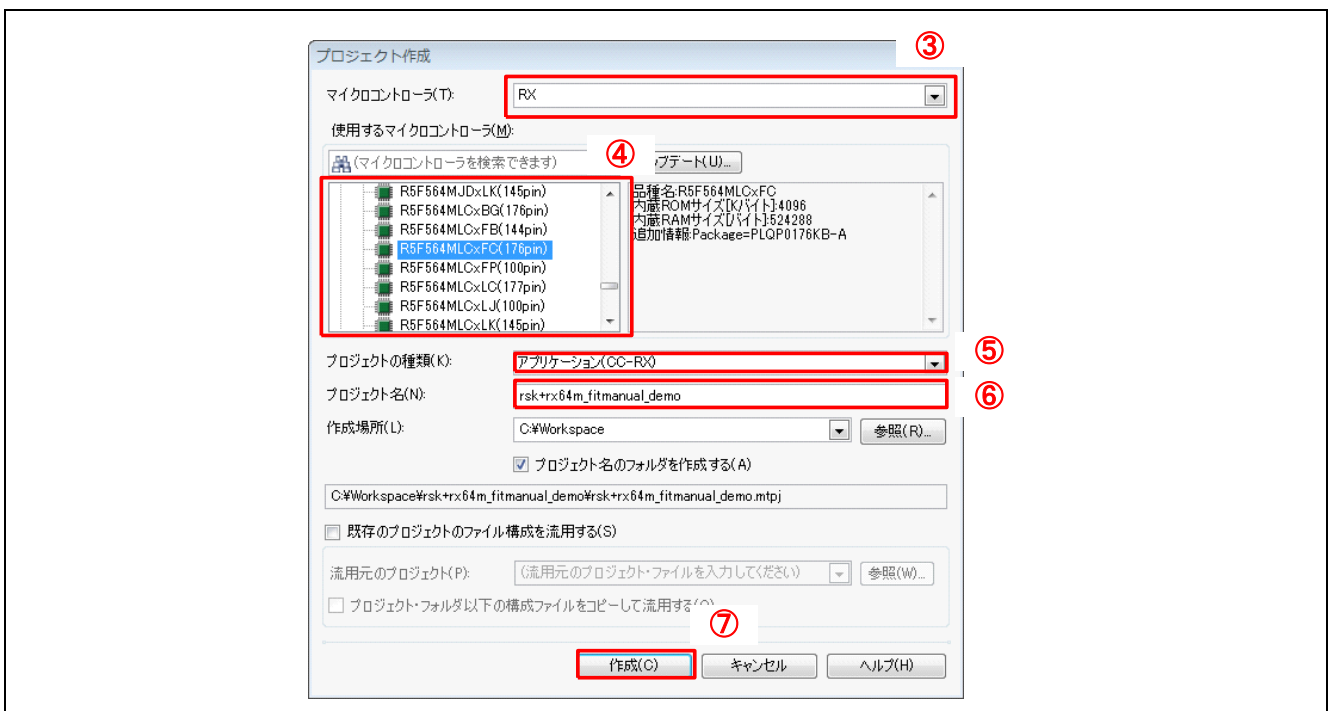 ③
プロジェクト作成
マイクロコントローラ(T): RX
使用するマイクロコントローラ(M):
④
(マイクロコントローラを検索できます) ップデート(U)...
R5F564MJDxLK(145pin)
R5F564MLCxBG(176pin)
R5F564MLCxFB(144pin)
R5F564MLCxFC(176pin)
R5F564MLCxFP(100pin)
R5F564MLCxLC(177pin)
R5F564MLCxLJ(100pin)
R5F564MLCxLK(145pin)
品種名:R5F564MLCxFC
内蔵ROMサイズ[Kバイト]:4096
内蔵RAMサイズ[バイト]:524288
追加情報:Package=PLQP0176KB-A
プロジェクトの種類(K): アプリケーション(CC-RX) ⑤
プロジェクト名(N): rsk+rx64m_fitmanual_demo ⑥
作成場所(L): C:¥Workspace 参照(R)...
プロジェクト名のフォルダを作成する(A)
C:¥Workspace¥rsk+rx64m_fitmanual_demo¥rsk+rx64m_fitmanual_demo.mtpj
既存のプロジェクトのファイル構成を流用する(S)
流用元のプロジェクト(P): (流用元のプロジェクト・ファイルを入力してください) 参照(W)...
プロジェクト・フォルダ以下の構成ファイルをコピーして流用する
⑦
作成(C) キャンセル ヘルプ(H)